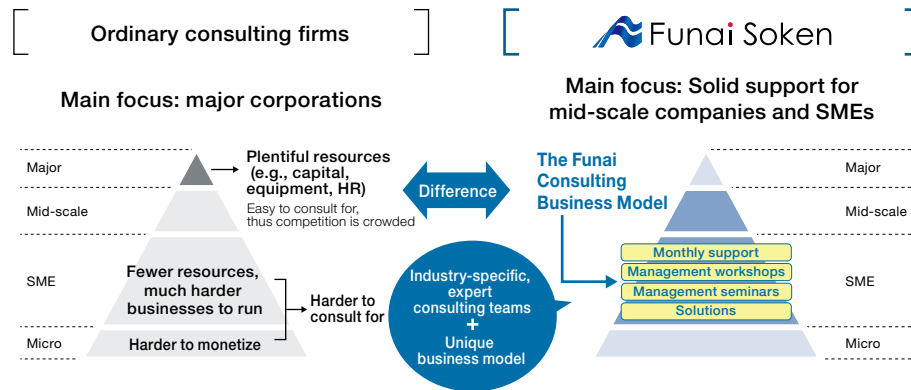 Ordinary consulting firms
Main focus: major corporations
Major
Mid-scale
SME
Micro
Plentiful resources
(e.g., capital,
equipment, HR)
Easy to consult for,
thus competition is crowded
Fewer resources,
much harder
businesses to run
Harder to monetize
Harder to
consult for
Difference
Industry-specific,
expert
consulting teams
+
Unique
business model
Funai Soken
Main focus: Solid support for
mid-scale companies and SMEs
The Funai
Consulting
Business Model
Monthly support
Management workshops
Management seminars
Solutions
Major
Mid-scale
SME
Micro